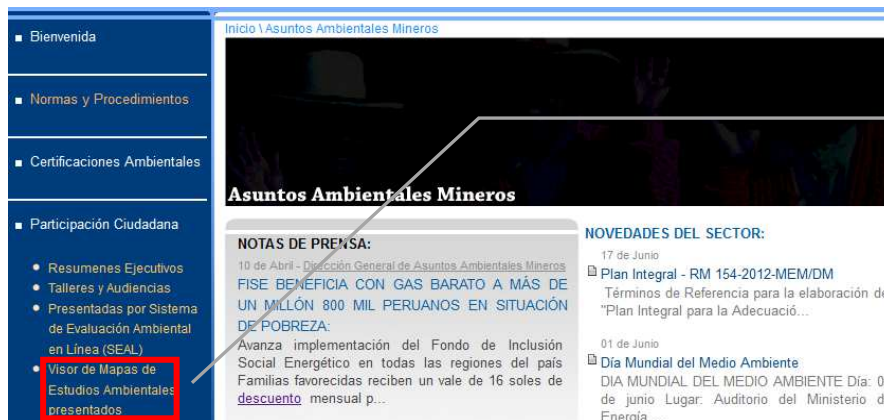 Bienvenida
Normas y Procedimientos
Certificaciones Ambientales
Participación Ciudadana
Resumenes Ejecutivos
Talleres y Audiencias
Presentadas por Sistema
de Evaluación Ambiental
en Línea (SEAL)
Visor de Mapas de
Estudios Ambientales
presentados
Inicio \ Asuntos Ambientales Mineros
Asuntos Ambientales Mineros
NOTAS DE PRENSA:
10 de Abril - Dirección General de Asuntos Ambientales Mineros
FISE BENEFICIA CON GAS BARATO A MÁS DE
UN MILLÓN 800 MIL PERUANOS EN SITUACIÓN
DE POBREZA:
Avanza implementación del Fondo de Inclusión
Social Energético en todas las regiones del país
Familias favorecidas reciben un vale de 16 soles de
descuento mensual p...
NOVEDADES DEL SECTOR:
17 de Junio
Plan Integral - RM 154-2012-MEM/DM
Términos de Referencia para la elaboración de
"Plan Integral para la Adecuació...
01 de Junio
Día Mundial del Medio Ambiente
DIA MUNDIAL DEL MEDIO AMBIENTE Día: 0
de junio Lugar: Auditorio del Ministerio d
Energía